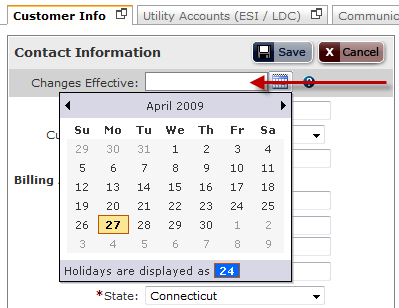 Customer Info Utility Accounts (ESI / LDC) Communic
Contact Information Save X Cancel
Changes Effective:
April 2009
Su Mo Tu We Th Fr Sa
29 30 31 1 2 3 4
5 6 7 8 9 10 11
12 13 14 15 16 17 18
19 20 21 22 23 24 25
26 27 28 29 30 1 2
3 4 5 6 7 8 9
Cu
Billing
Holidays are displayed as 24
*State: Connecticut